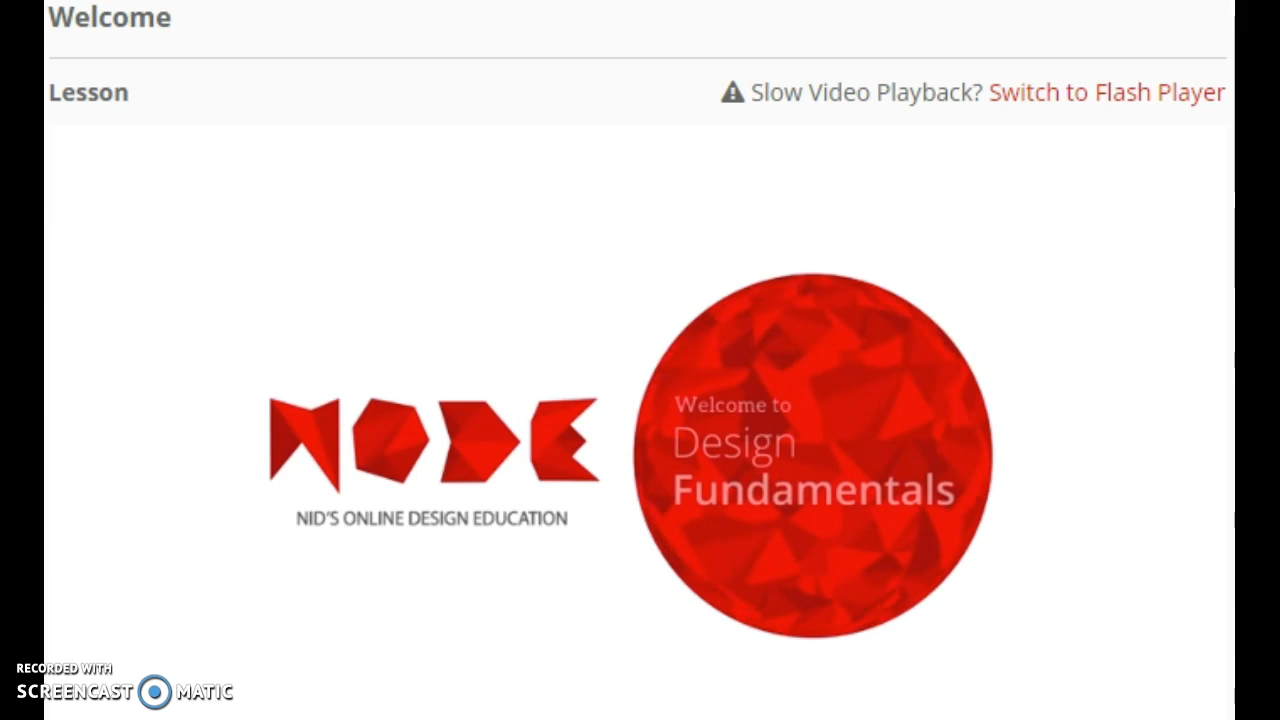 Welcome
Lesson
Slow Video Playback? Switch to Flash Player
NODE
NID'S ONLINE DESIGN EDUCATION
Welcome to
Design
Fundamentals
RECORDED WITH
SCREENCAST MATIC